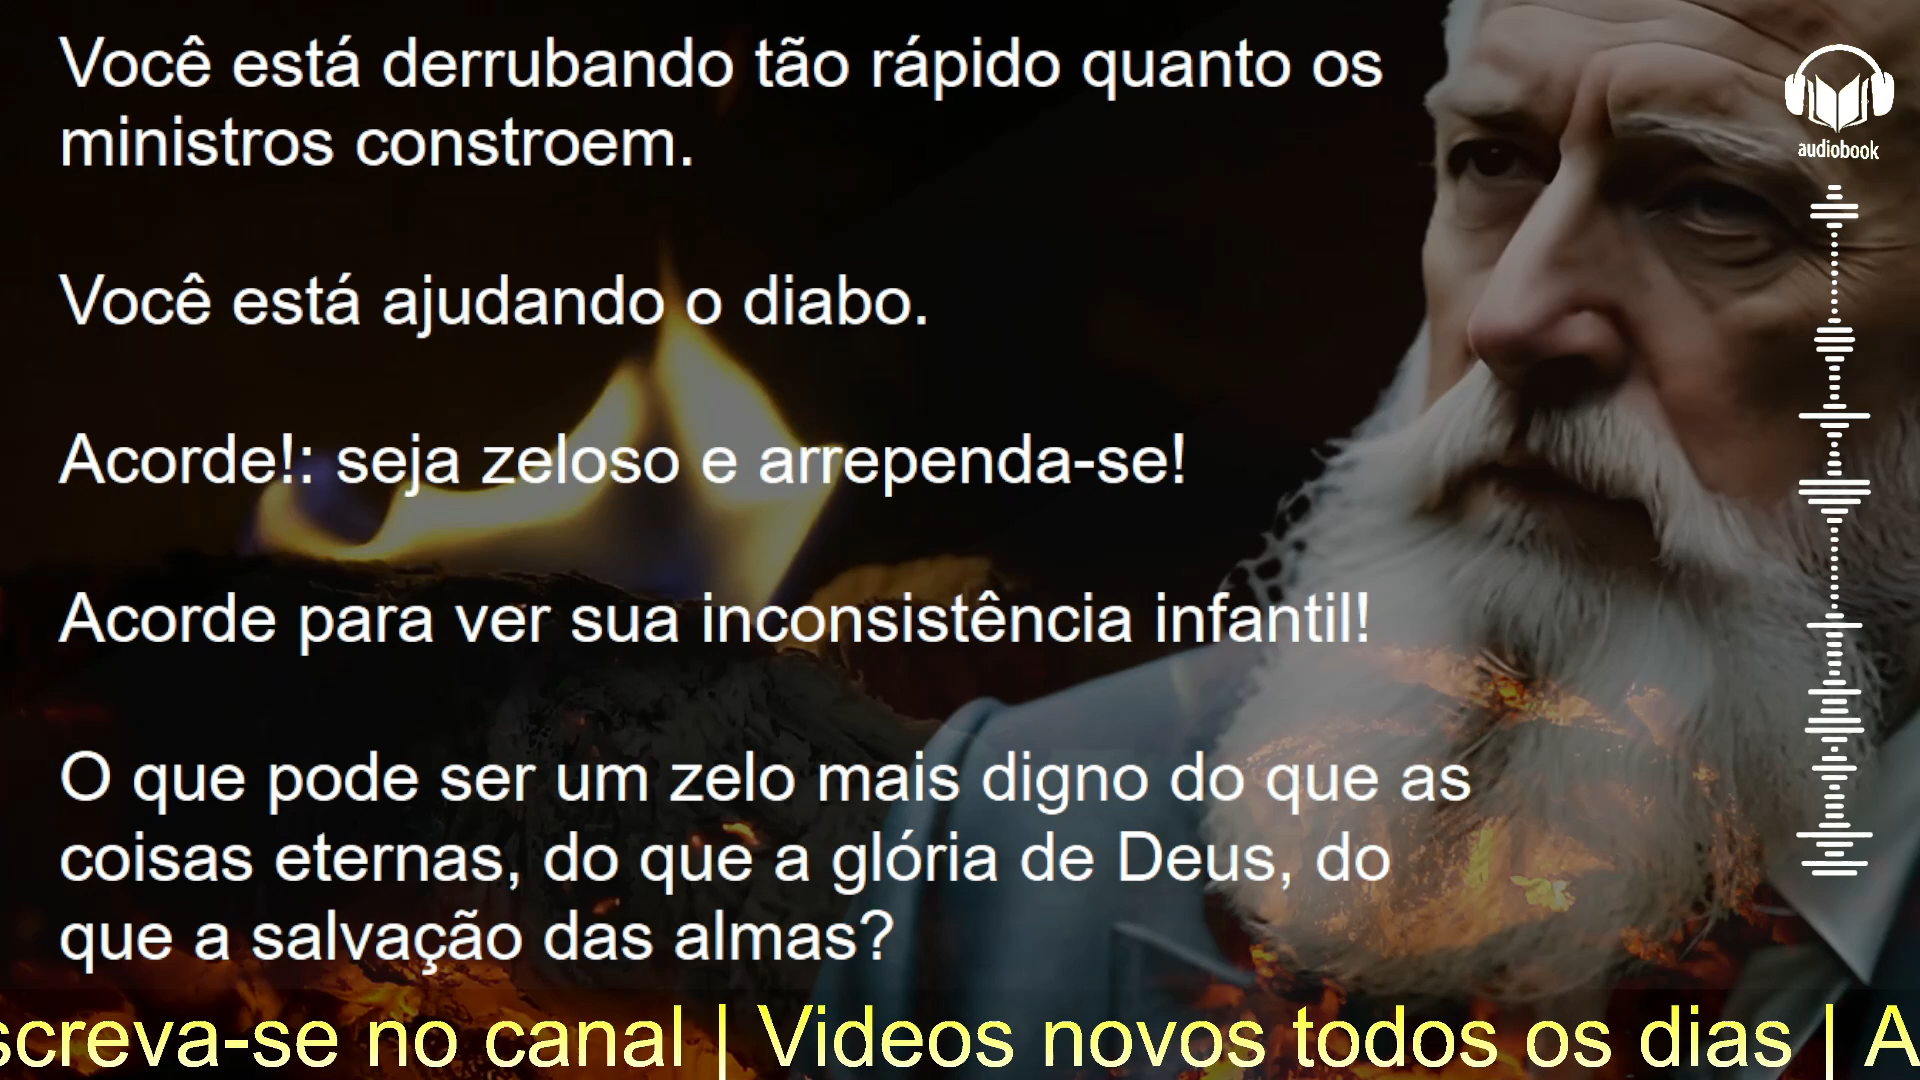 Você está derrubando tão rápido quanto os
ministros constroem.
Você está ajudando o diabo.
Acorde!: seja zeloso e arrependa-se!
Acorde para ver sua inconsistência infantil!
O que pode ser um zelo mais digno do que as
coisas eternas, do que a glória de Deus, do
que a salvação das almas?
audiobook
screva-se no canal | Videos novos todos os dias | A